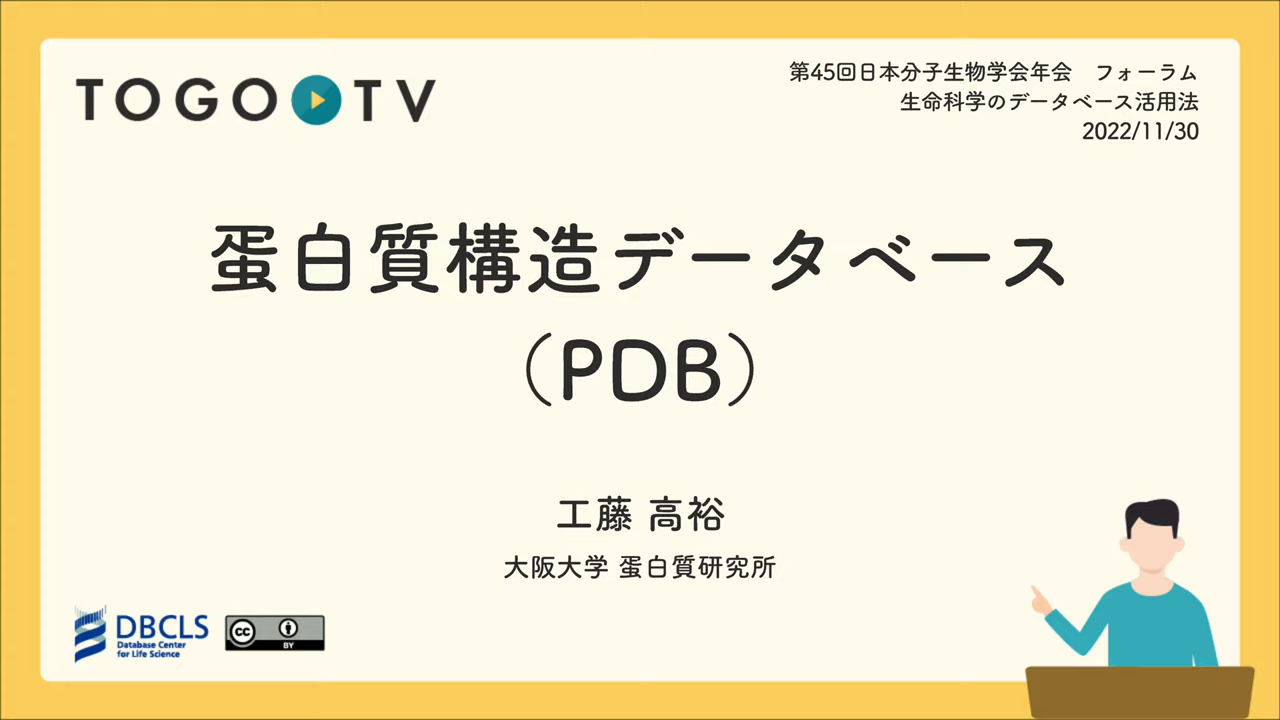 TOGO TV
第45回日本分子生物学会年会　フォーラム
生命科学のデータベース活用法
2022/11/30
蛋白質構造データベース
（PDB）
工藤 高裕
大阪大学 蛋白質研究所
DBCLS
Database Center
for Life Science
cc
BY